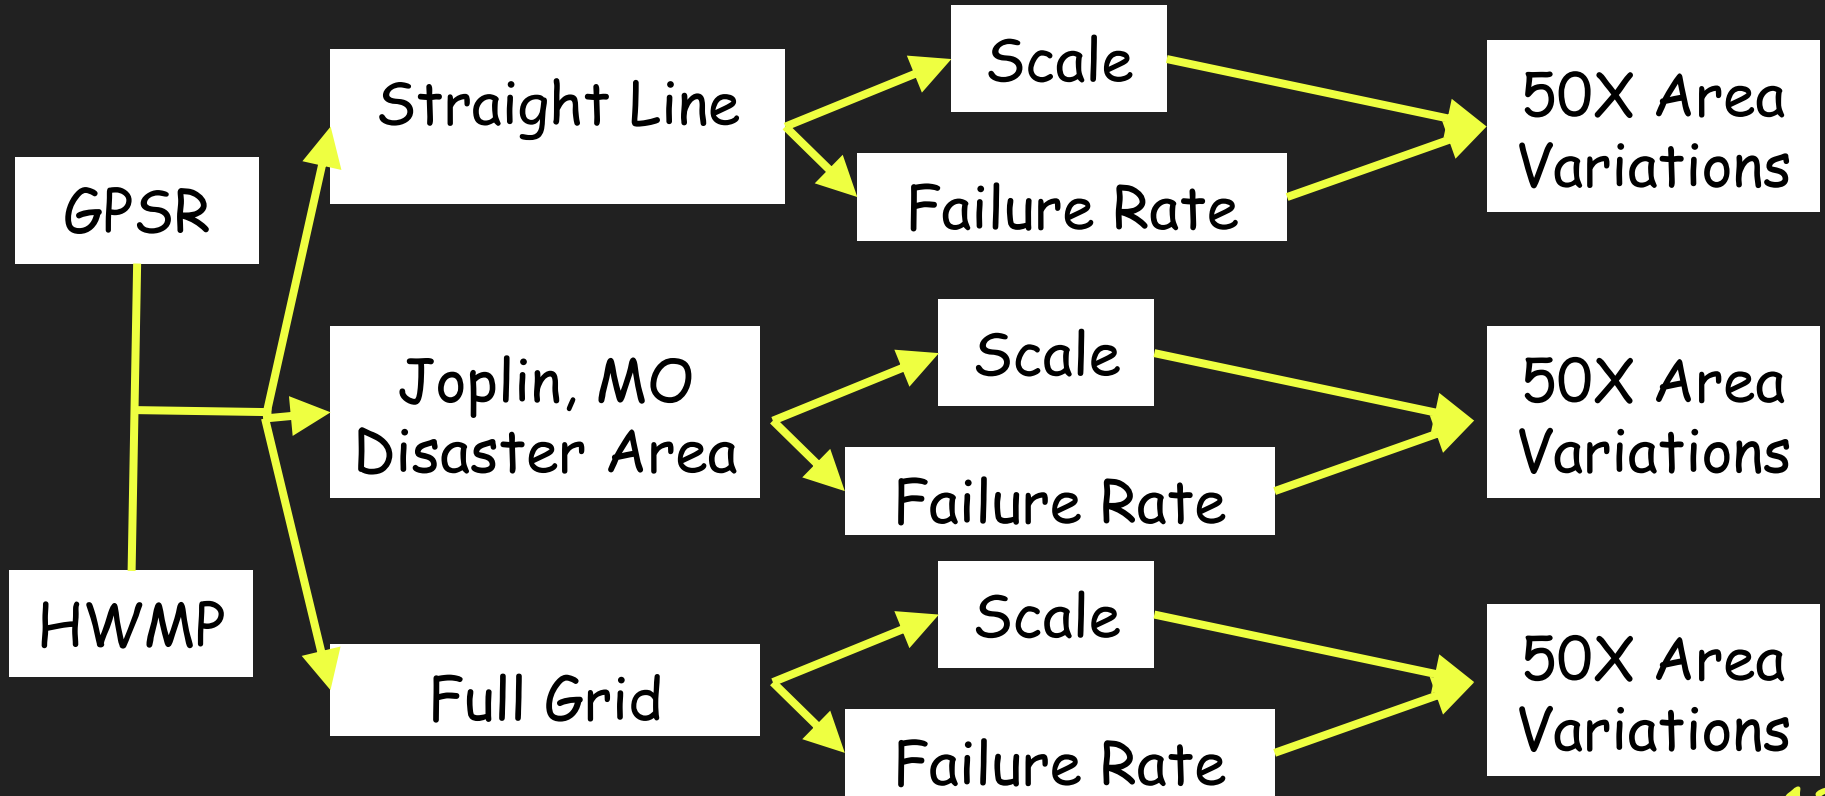 GPSR
HWMP
Straight Line
Scale
Failure Rate
50X Area
Variations
Joplin, MO
Disaster Area
Scale
Failure Rate
50X Area
Variations
Full Grid
Scale
Failure Rate
50X Area
Variations